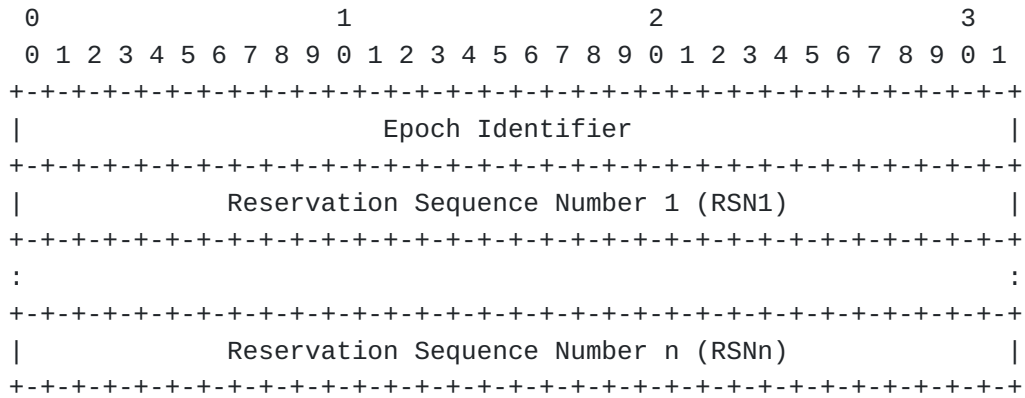 0                   1                   2                   3
 0 1 2 3 4 5 6 7 8 9 0 1 2 3 4 5 6 7 8 9 0 1 2 3 4 5 6 7 8 9 0 1
+-+-+-+-+-+-+-+-+-+-+-+-+-+-+-+-+-+-+-+-+-+-+-+-+-+-+-+-+-+-+-+-+
|                       Epoch Identifier                        |
+-+-+-+-+-+-+-+-+-+-+-+-+-+-+-+-+-+-+-+-+-+-+-+-+-+-+-+-+-+-+-+-+
|             Reservation Sequence Number 1 (RSN1)              |
+-+-+-+-+-+-+-+-+-+-+-+-+-+-+-+-+-+-+-+-+-+-+-+-+-+-+-+-+-+-+-+-+
:                                                               :
+-+-+-+-+-+-+-+-+-+-+-+-+-+-+-+-+-+-+-+-+-+-+-+-+-+-+-+-+-+-+-+-+
|             Reservation Sequence Number n (RSNn)              |
+-+-+-+-+-+-+-+-+-+-+-+-+-+-+-+-+-+-+-+-+-+-+-+-+-+-+-+-+-+-+-+-+